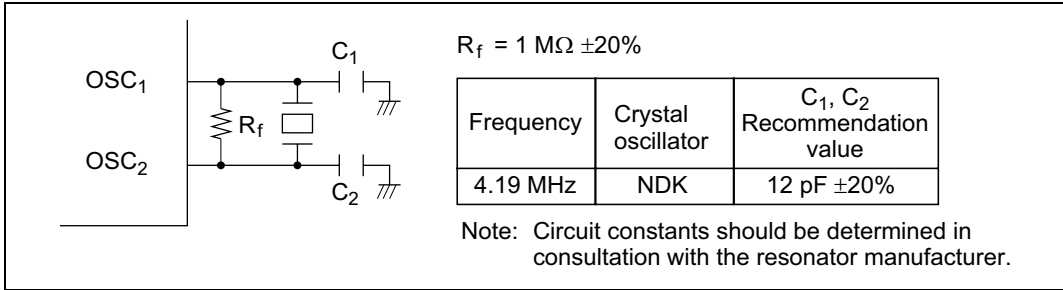 OSC1
OSC2
Rf
C1
C2
Rf = 1 MΩ ±20%
Frequency
Crystal
oscillator
C1, C2
Recommendation
value
4.19 MHz
NDK
12 pF ±20%
Note: Circuit constants should be determined in
consultation with the resonator manufacturer.